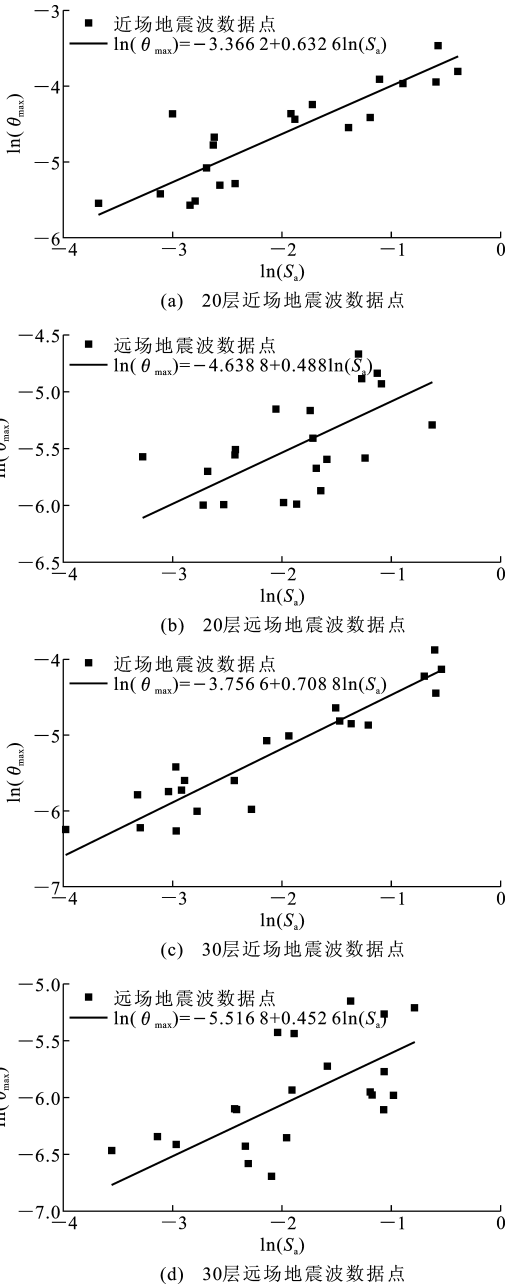 −3
近场地震波数据点
ln(θmax)=−3.366 2+0.632 6ln(Sa)
−4
ln(θmax)
−5
−6
−4 −3 −2 −1 0
ln(Sa)
(a) 20层近场地震波数据点
−4.5
远场地震波数据点
ln(θmax)=−4.638 8+0.488ln(Sa)
−5.0
ln(θmax)
−5.5
−6.0
−6.5
−4 −3 −2 −1 0
ln(Sa)
(b) 20层远场地震波数据点
−4
近场地震波数据点
ln(θmax)=−3.756 6+0.708 8ln(Sa)
−5
ln(θmax)
−6
−7
−4 −3 −2 −1 0
ln(Sa)
(c) 30层近场地震波数据点
−5.0
远场地震波数据点
ln(θmax)=−5.516 8+0.452 6ln(Sa)
−5.5
ln(θmax)
−6.0
−6.5
−7.0
−4 −3 −2 −1 0
ln(Sa)
(d) 30层远场地震波数据点